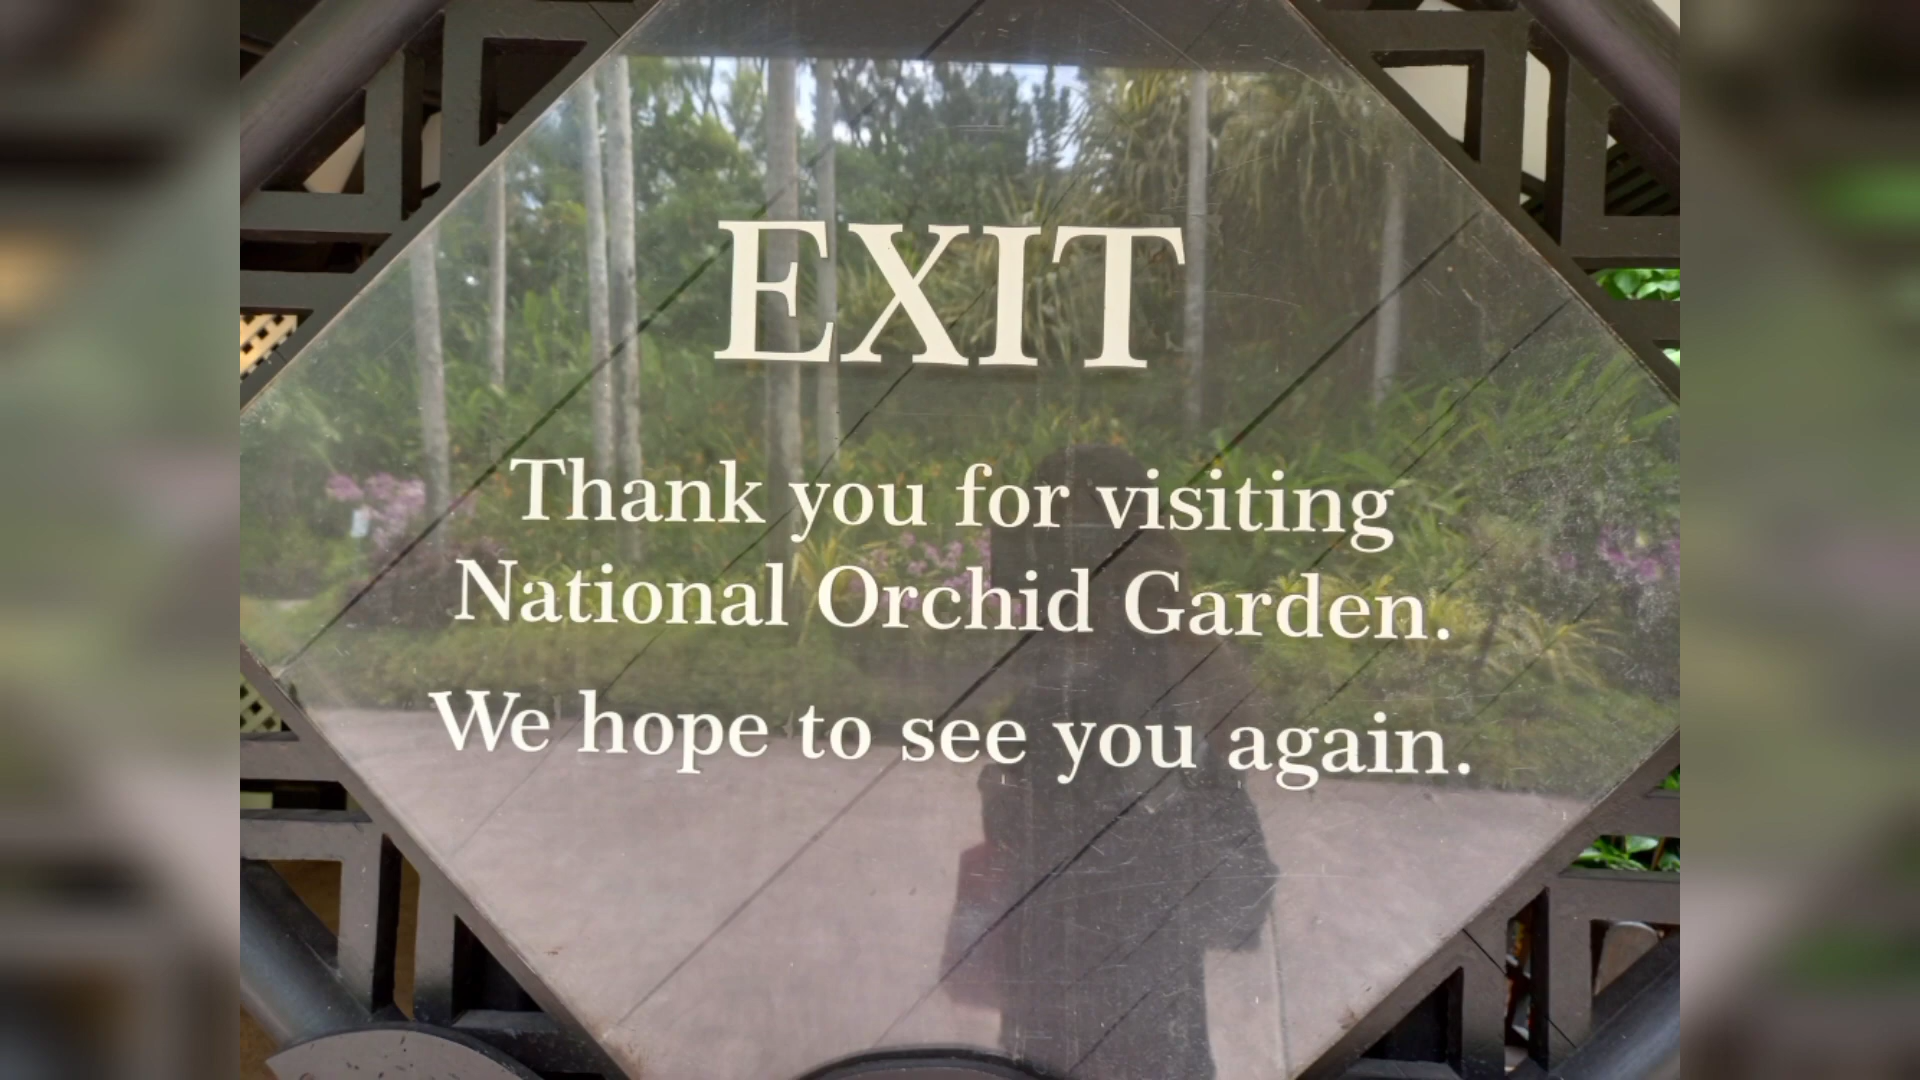 EXIT
Thank you for visiting
National Orchid Garden.
We hope to see you again.